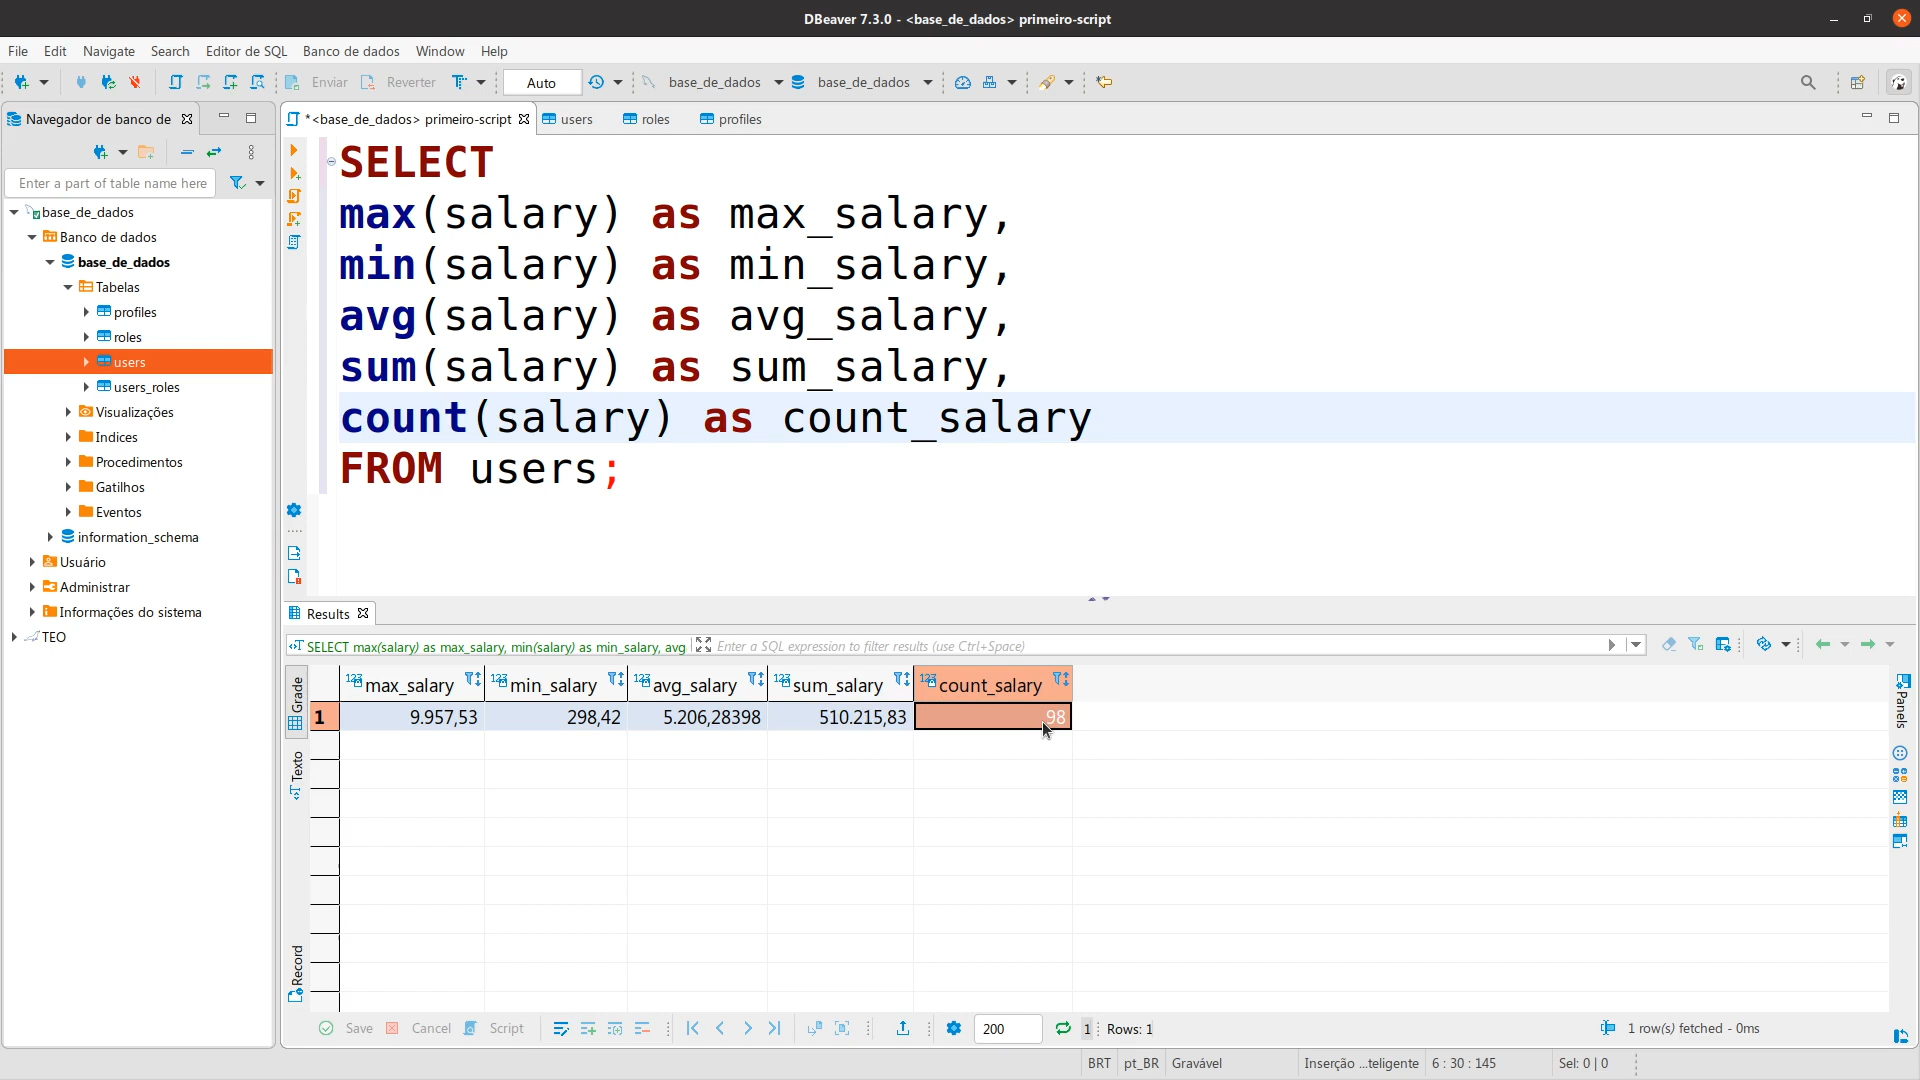 DBeaver 7.3.0 - <base_de_dados> primeiro-script
File Edit Navigate Search Editor de SQL Banco de dados Window Help
Enviar Reverter Auto base_de_dados base_de_dados
Navegador de banco de
*<base_de_dados> primeiro-script users roles profiles
Enter a part of table name here
base_de_dados
Banco de dados
base_de_dados
Tabelas
profiles
roles
users
users_roles
Visualizações
Indices
Procedimentos
Gatilhos
Eventos
information_schema
Usuário
Administrar
Informações do sistema
TEO
SELECT
max(salary) as max_salary,
min(salary) as min_salary,
avg(salary) as avg_salary,
sum(salary) as sum_salary,
count(salary) as count_salary
FROM users;
Results
SELECT max(salary) as max_salary, min(salary) as min_salary, avg Enter a SQL expression to filter results (use Ctrl+Space)
Grade
Texto
Record
123 max_salary 123 min_salary 123 avg_salary 123 sum_salary 123 count_salary
1 9.957,53 298,42 5.206,28398 510.215,83 98
Panels
Save Cancel Script 200 1 Rows: 1 1 row(s) fetched - 0ms
BRT pt_BR Gravável Inserção ...teligente 6 : 30 : 145 Sel: 0 | 0